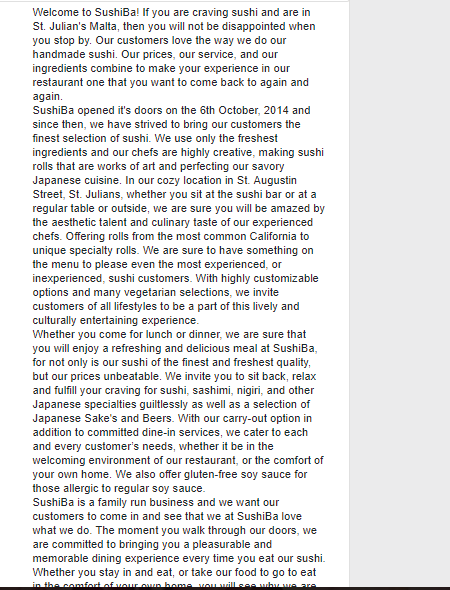 Welcome to SushiBa! If you are craving sushi and are in
St. Julian's Malta, then you will not be disappointed when
you stop by. Our customers love the way we do our
handmade sushi. Our prices, our service, and our
ingredients combine to make your experience in our
restaurant one that you want to come back to again and
again.
SushiBa opened it's doors on the 6th October, 2014 and
since then, we have strived to bring our customers the
finest selection of sushi. We use only the freshest
ingredients and our chefs are highly creative, making sushi
rolls that are works of art and perfecting our savory
Japanese cuisine. In our cozy location in St. Augustin
Street, St. Julians, whether you sit at the sushi bar or at a
regular table or outside, we are sure you will be amazed by
the aesthetic talent and culinary taste of our experienced
chefs. Offering rolls from the most common California to
unique specialty rolls. We are sure to have something on
the menu to please even the most experienced, or
inexperienced, sushi customers. With highly customizable
options and many vegetarian selections, we invite
customers of all lifestyles to be a part of this lively and
culturally entertaining experience.
Whether you come for lunch or dinner, we are sure that
you will enjoy a refreshing and delicious meal at SushiBa,
for not only is our sushi of the finest and freshest quality,
but our prices unbeatable. We invite you to sit back, relax
and fulfill your craving for sushi, sashimi, nigiri, and other
Japanese specialties guiltlessly as well as a selection of
Japanese Sake's and Beers. With our carry-out option in
addition to committed dine-in services, we cater to each
and every customer's needs, whether it be in the
welcoming environment of our restaurant, or the comfort of
your own home. We also offer gluten-free soy sauce for
those allergic to regular soy sauce.
SushiBa is a family run business and we want our
customers to come in and see that we at SushiBa love
what we do. The moment you walk through our doors, we
are committed to bringing you a pleasurable and
memorable dining experience every time you eat our sushi.
Whether you stay in and eat, or take our food to go to eat
in the comfort of your own home, you will see why we are